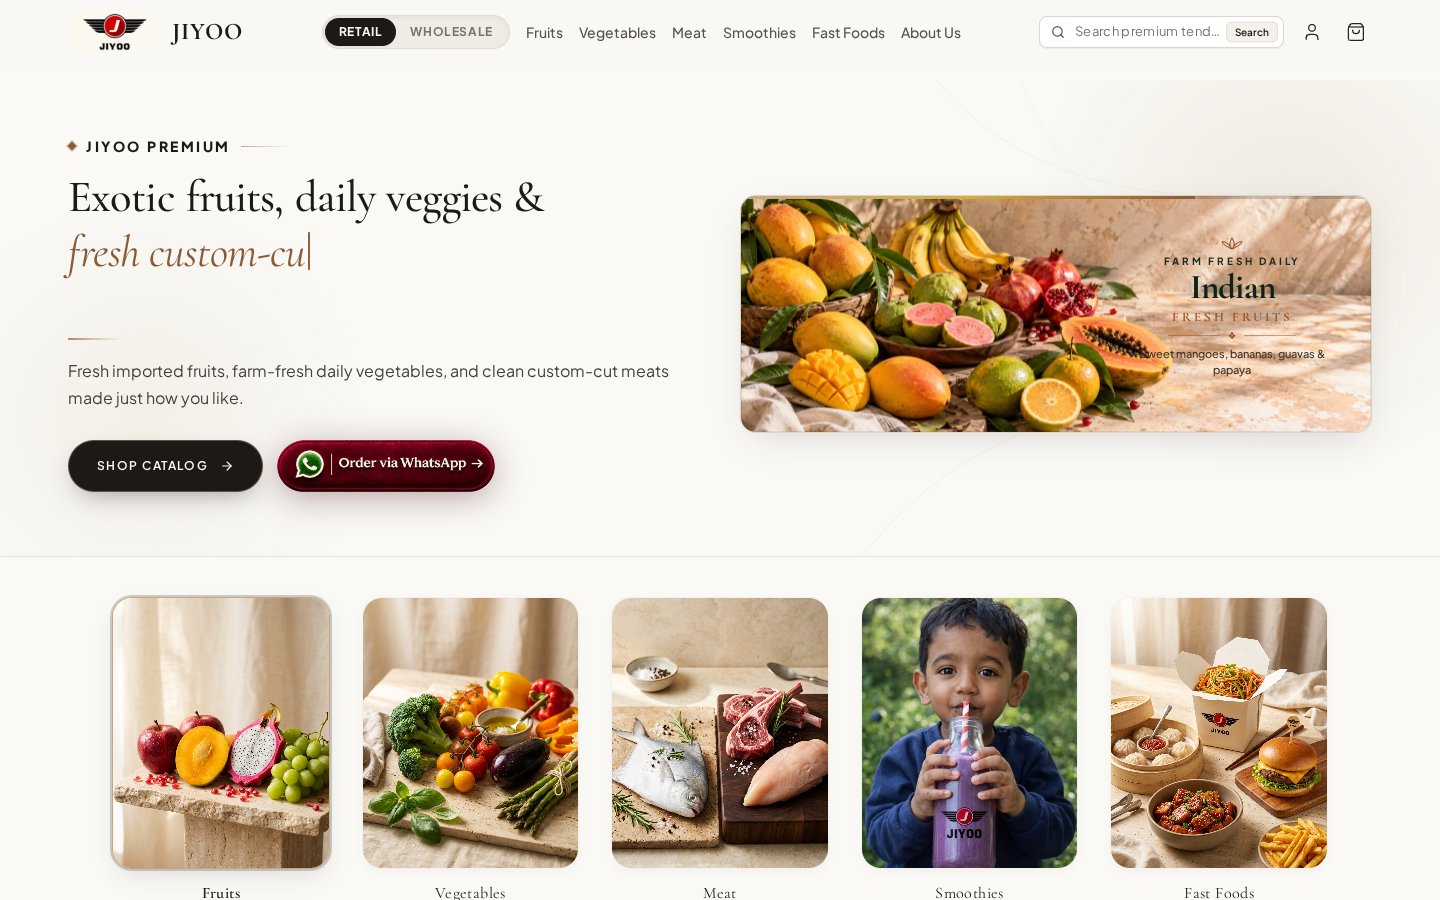 JIYOO
JIYOO
RETAIL
WHOLESALE
Fruits
Vegetables
Meat
Smoothies
Fast Foods
About Us
Search premium tend...
Search
JIYOO PREMIUM
Exotic fruits, daily veggies &
fresh custom-cu
Fresh imported fruits, farm-fresh daily vegetables, and clean custom-cut meats
made just how you like.
SHOP CATALOG
Order via WhatsApp
FARM FRESH DAILY
Indian
FRESH FRUITS
Sweet mangoes, bananas, guavas &
papaya
JIYOO
JIYOO
Fruits
Vegetables
Meat
Smoothies
Fast Foods